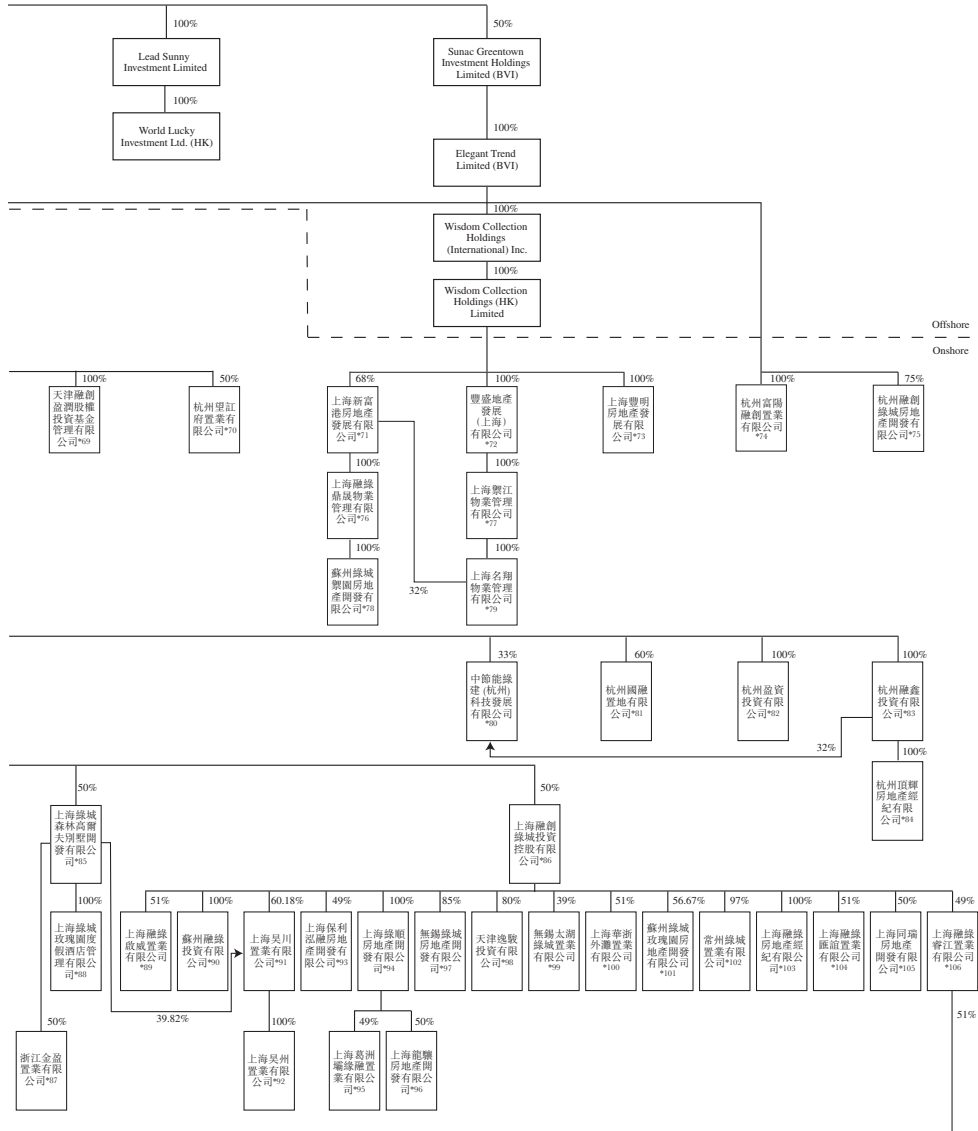 100%
50%
Lead Sunny
Investment Limited
Sunac Greentown
Investment Holdings
Limited (BVI)
100%
World Lucky
Investment Ltd. (HK)
100%
Elegant Trend
Limited (BVI)
100%
Wisdom Collection
Holdings
(International) Inc.
100%
Wisdom Collection
Holdings (HK)
Limited
Offshore
Onshore
100%
50%
68%
100%
100%
100%
75%
天津融創
盈潤股權
投資基金
管理有限
公司*69
杭州望江
府置業有
限公司*70
上海新富
港房地產
發展有限
公司*71
豐盛地產
發展
(上海)
有限公司
*72
上海豐明
房地產發
展有限公
司*73
杭州富陽
融創置業
有限公司
*74
杭州融創
綠城房地
產開發有
限公司*75
100%
100%
上海融綠
鼎晟物業
管理有限
公司*76
上海禦江
物業管理
有限公司
*77
100%
100%
蘇州綠城
禦園房地
產開發有
限公司*78
32%
上海名翔
物業管理
有限公司
*79
33%
60%
100%
100%
中節能綠
建 (杭州)
科技發展
有限公司
*80
杭州國融
置地有限
公司*81
杭州盈資
投資有限
公司*82
杭州融鑫
投資有限
公司*83
32%
100%
杭州頂輝
房地產經
紀有限公
司*84
50%
50%
上海綠城
森林高爾
夫別墅開
發有限公
司*85
上海融創
綠城投資
控股有限
公司*86
100%
51%
100%
60.18%
49%
100%
85%
80%
39%
51%
56.67%
97%
100%
51%
50%
49%
上海綠城
玫瑰園度
假酒店管
理有限公
司*88
上海融綠
啟威置業
有限公司
*89
蘇州融綠
投資有限
公司*90
上海吴川
置業有限
公司*91
上海保利
泓融房地
產開發有
限公司*93
上海綠順
房地產開
發有限公
司*94
無錫綠城
房地產開
發有限公
司*97
天津逸駿
投資有限
公司*98
無錫太湖
綠城置業
有限公司
*99
上海華浙
外灘置業
有限公司
*100
蘇州綠城
玫瑰園房
地產開發
有限公司
*101
常州綠城
置業有限
公司*102
上海融綠
房地產經
紀有限公
司*103
上海融綠
匯誼置業
有限公司
*104
上海同瑞
房地產
開發有限
公司*105
上海融綠
睿江置業
有限公司
*106
39.82%
50%
100%
49%
50%
51%
浙江金盈
置業有限
公司*87
上海吴州
置業有限
公司*92
上海葛洲
壩綠融置
業有限公
司*95
上海龍驤
房地產開
發有限公
司*96